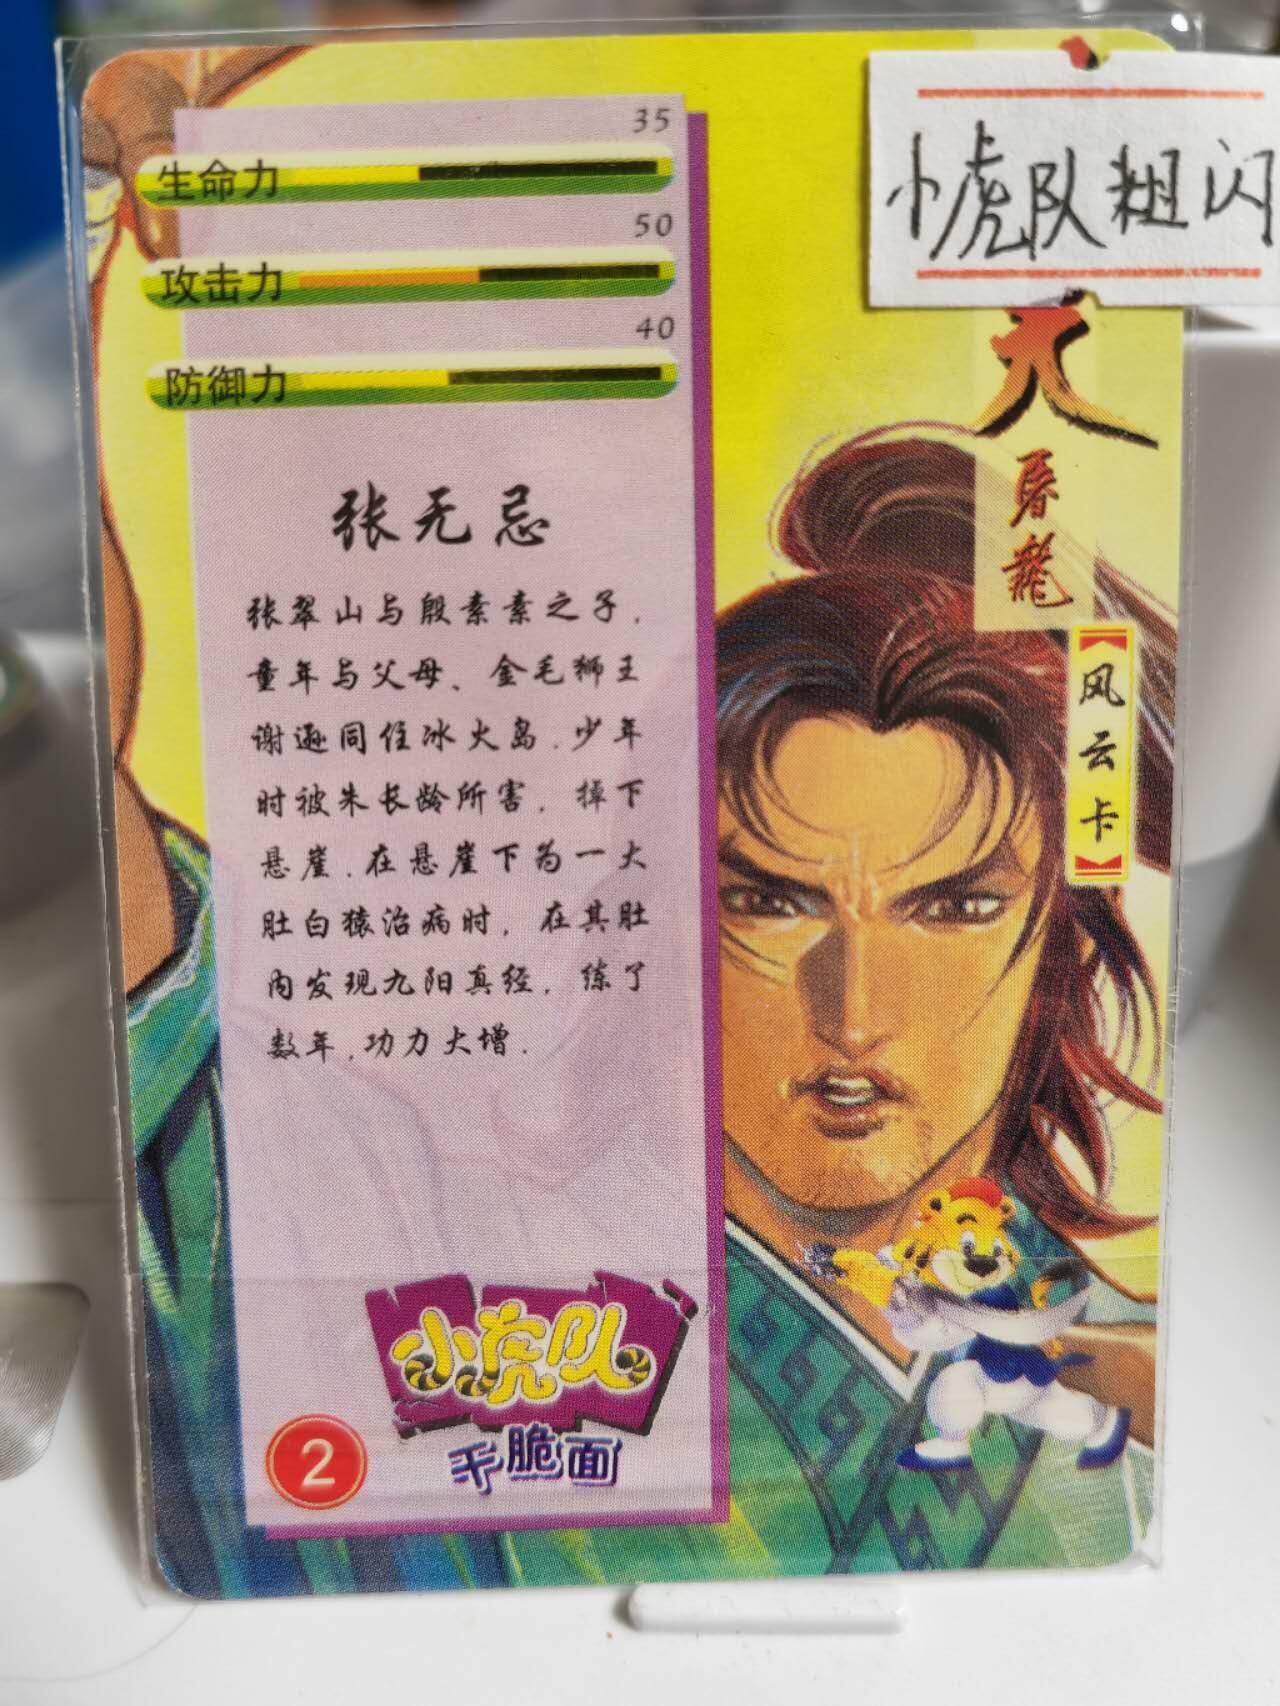 35
生命力
50
攻击力
40
防御力
张无忌
张翠山与殷素素之子，
童年与父母、金毛狮王
谢逊同住冰火岛．少年
时被朱长龄所害，掉下
悬崖．在悬崖下为一大
肚白猿治病时，在其肚
内发现九阳真经，练了
数年，功力大增．
小虎队
干脆面
2
小虎队粗闪
屠龙
风云卡